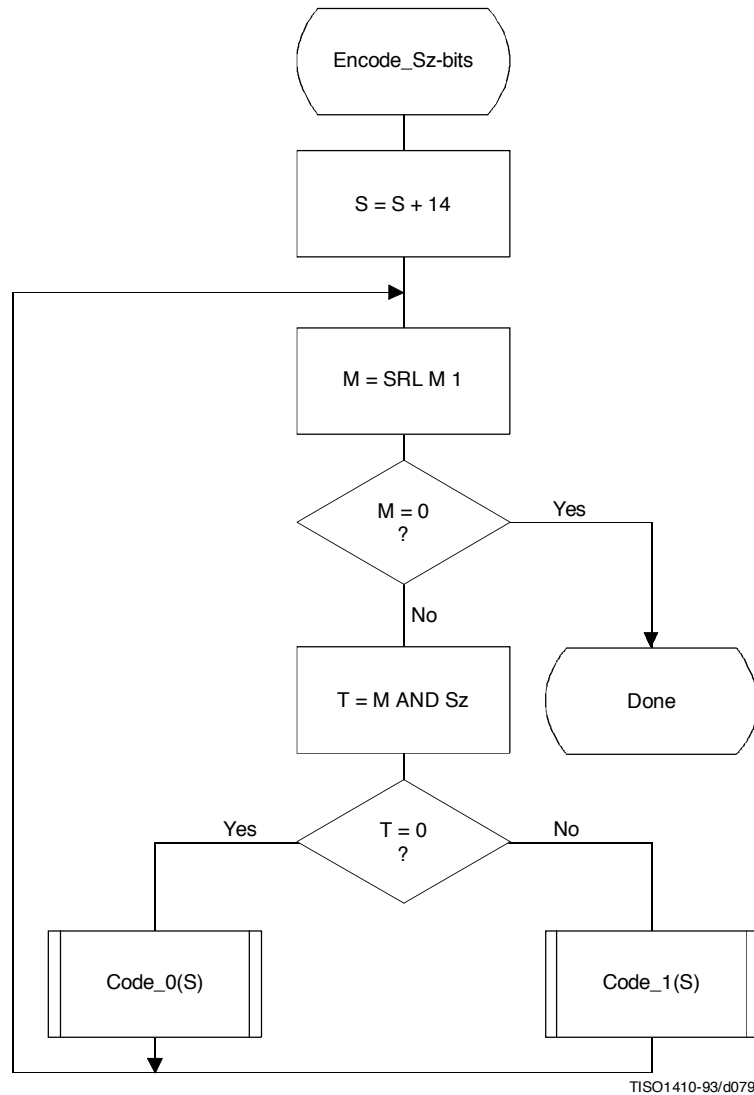 Encode_Sz-bits
S = S + 14
M = SRL M 1
M = 0
?
Yes
No
T = M AND Sz
Done
T = 0
?
Yes
No
Code_0(S)
Code_1(S)
TISO1410-93/d079